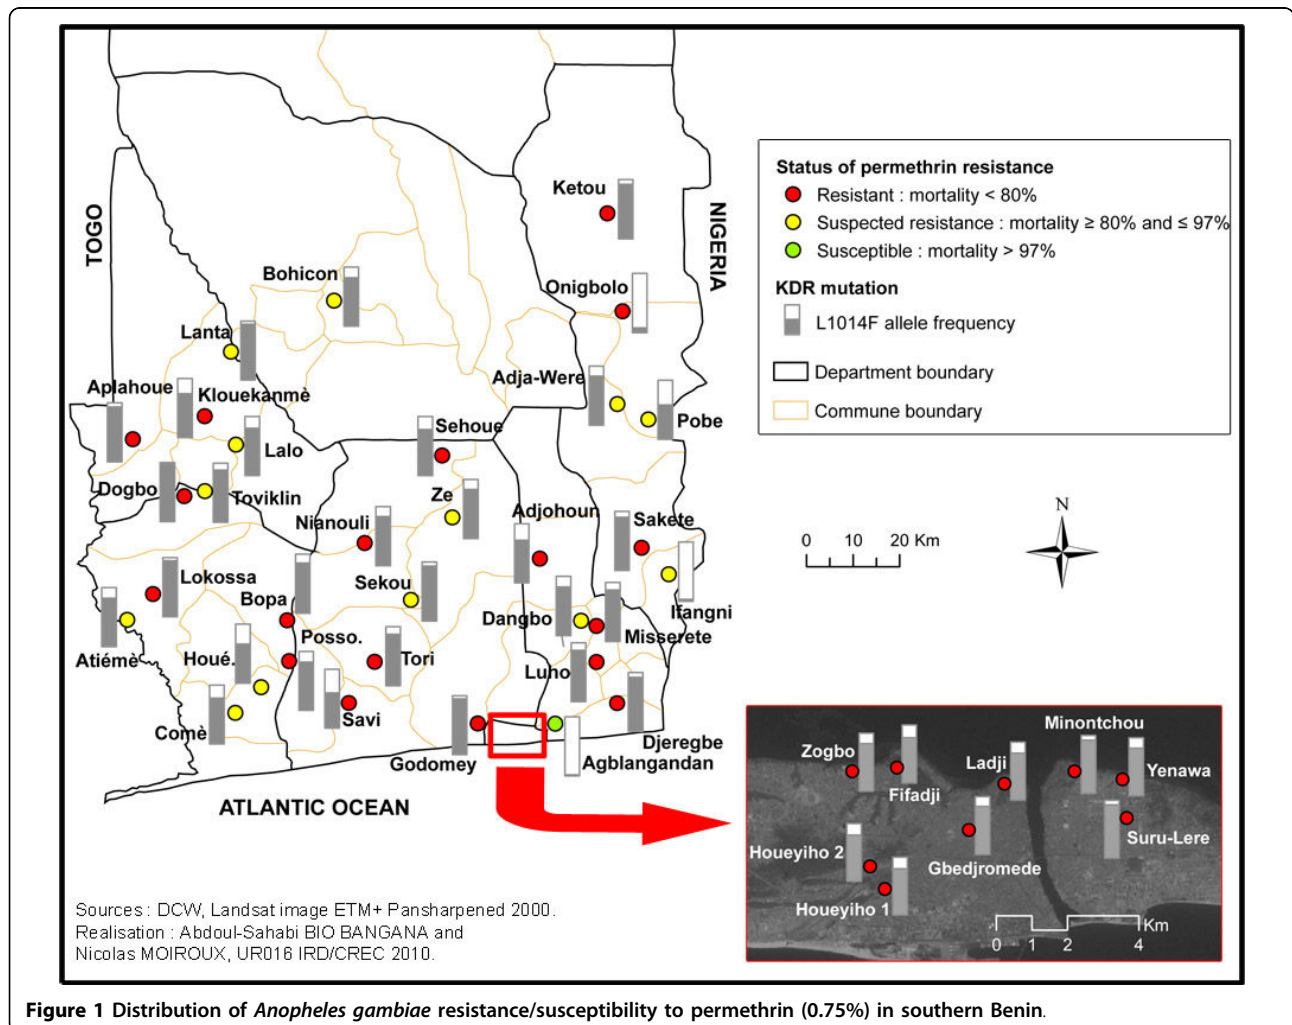 TOGO
NIGERIA
Ketou
Onigbolo
Bohicon
Lanta
Aplahoue
Klouekanmè
Adja-Were
Pobe
Lalo
Sehoue
Dogbo
Toviklin
Ze
Nianouli
Adjohoun
Sakete
Lokossa
Bopa
Sekou
Ifangni
Dangbo
Misserete
Atiémè
Houé.
Posso.
Tori
Luho
Comè
Savi
Godomey
Djeregbe
Agblangandan
ATLANTIC OCEAN
Status of permethrin resistance
Resistant : mortality < 80%
Suspected resistance : mortality ≥ 80% and ≤ 97%
Susceptible : mortality > 97%
KDR mutation
L1014F allele frequency
Department boundary
Commune boundary
N
0 10 20 Km
Minontchou
Zogbo
Ladji
Yenawa
Fifadji
Suru-Lere
Houeyiho 2
Gbedjromede
Houeyiho 1
Km
0 1 2 4
Sources : DCW, Landsat image ETM+ Pansharpened 2000.
Realisation : Abdoul-Sahabi BIO BANGANA and
Nicolas MOIROUX, UR016 IRD/CREC 2010.
Figure 1 Distribution of Anopheles gambiae resistance/susceptibility to permethrin (0.75%) in southern Benin.